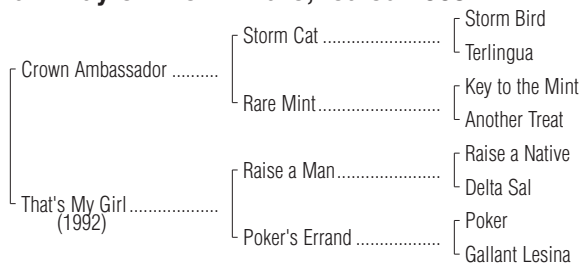 Storm Bird
Storm Cat ........................
Terlingua
Crown Ambassador ..........
Key to the Mint
Rare Mint.........................
Another Treat
Raise a Native
Raise a Man.....................
Delta Sal
That's My Girl...................
(1992)
Poker
Poker's Errand .................
Gallant Lesina